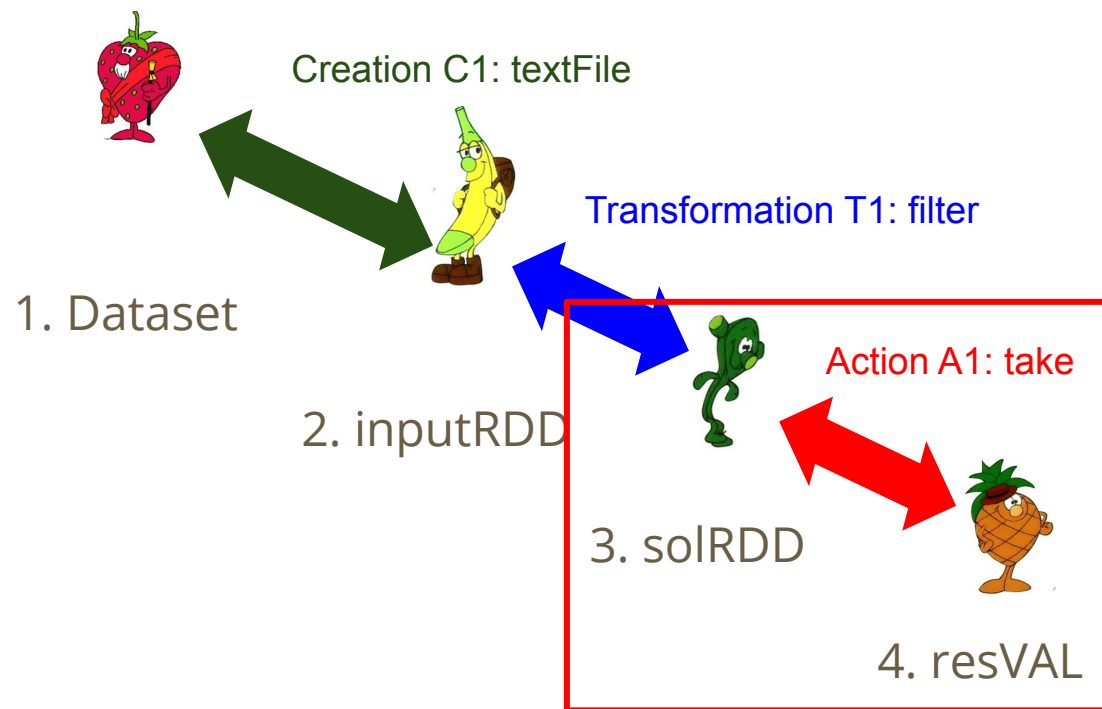 Creation C1: textFile
Transformation T1: filter
1. Dataset
Action A1: take
2. inputRDD
3. solRDD
4. resVAL